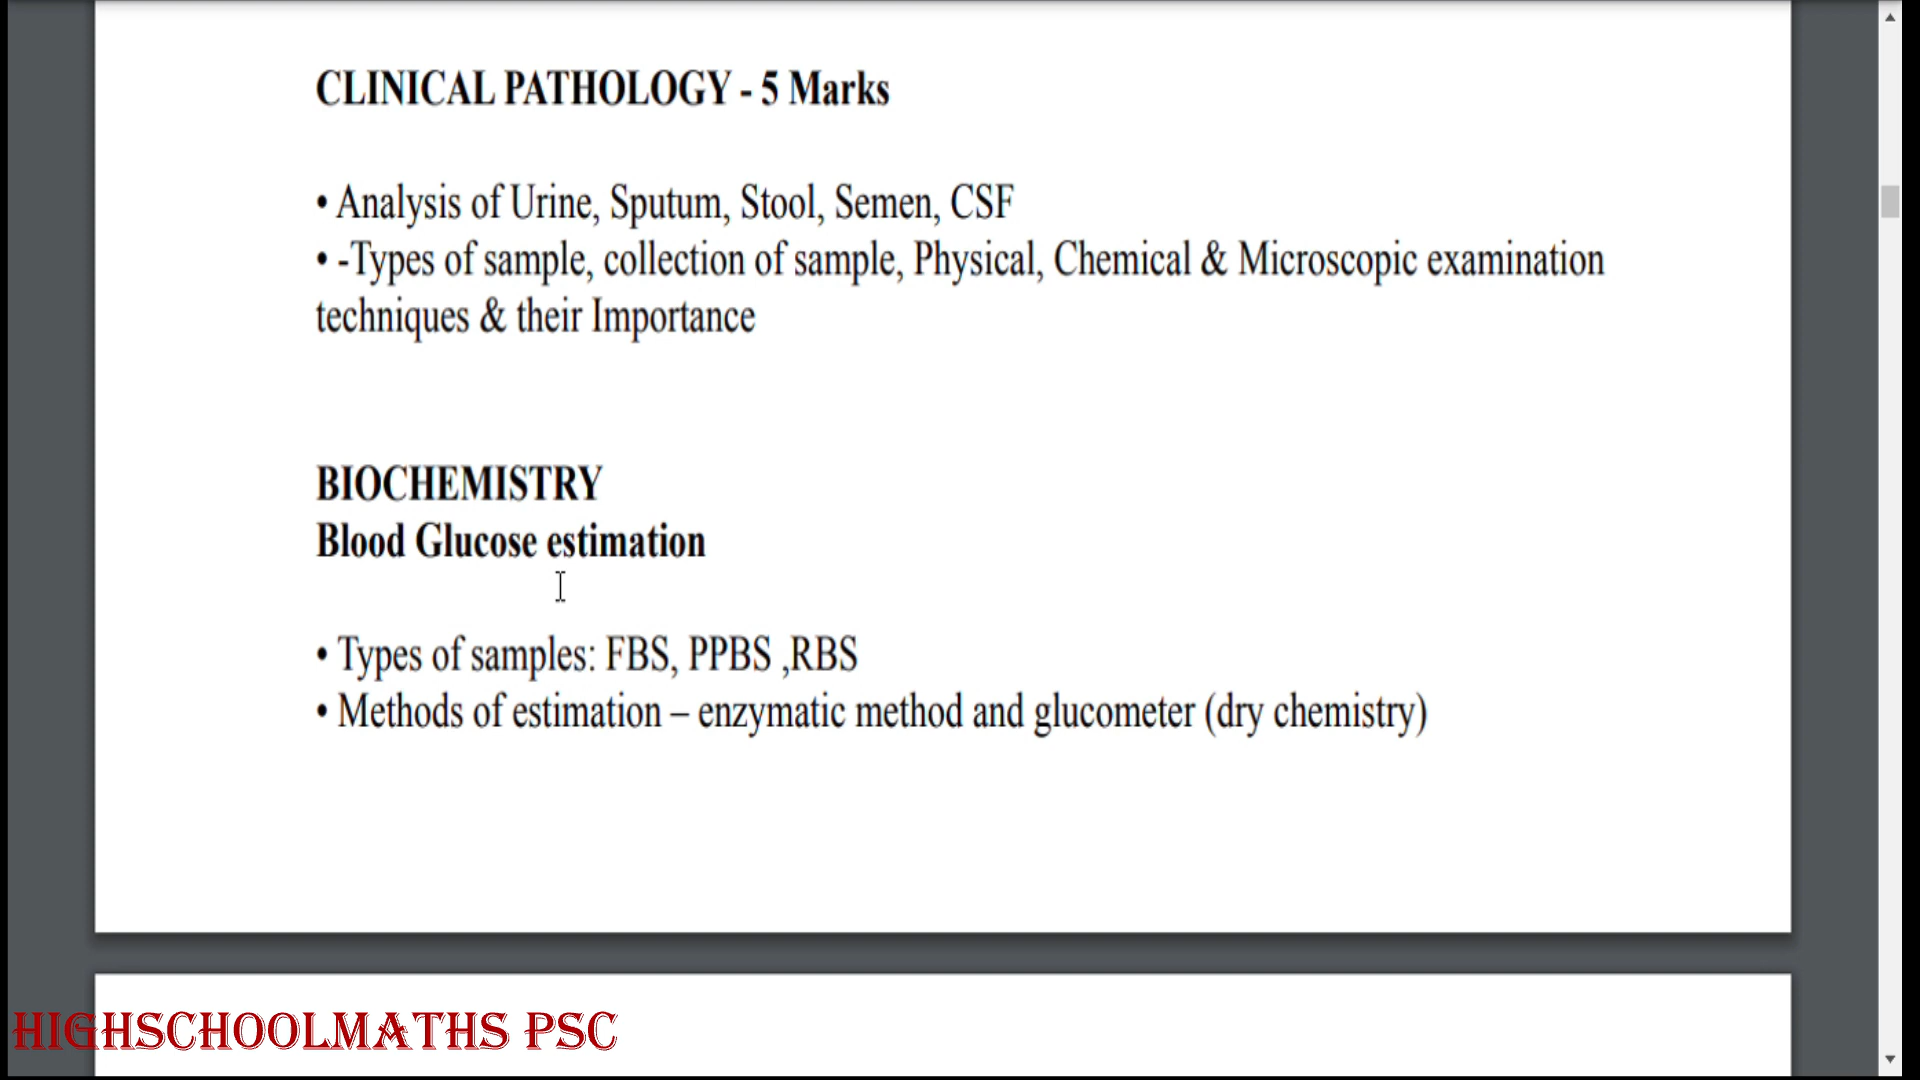 CLINICAL PATHOLOGY - 5 Marks
• Analysis of Urine, Sputum, Stool, Semen, CSF
• -Types of sample, collection of sample, Physical, Chemical & Microscopic examination
techniques & their Importance
BIOCHEMISTRY
Blood Glucose estimation
• Types of samples: FBS, PPBS ,RBS
• Methods of estimation – enzymatic method and glucometer (dry chemistry)
HIGHSCHOOLMATHS PSC